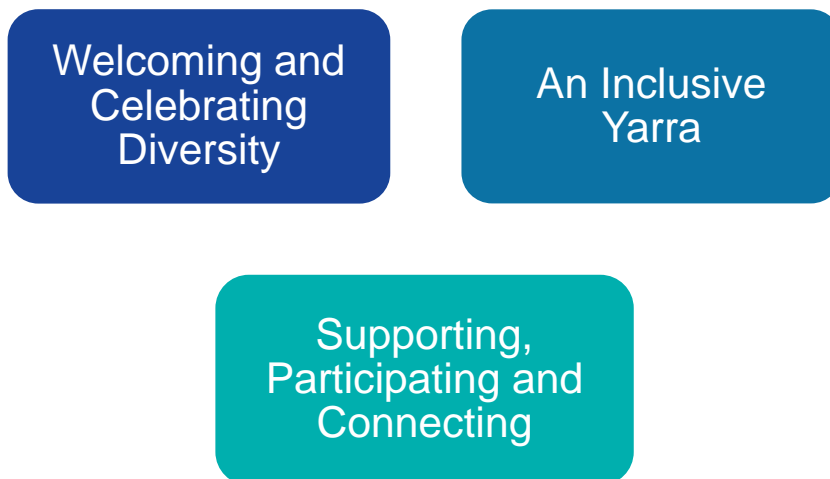 Welcoming and
Celebrating
Diversity
An Inclusive
Yarra
Supporting,
Participating and
Connecting